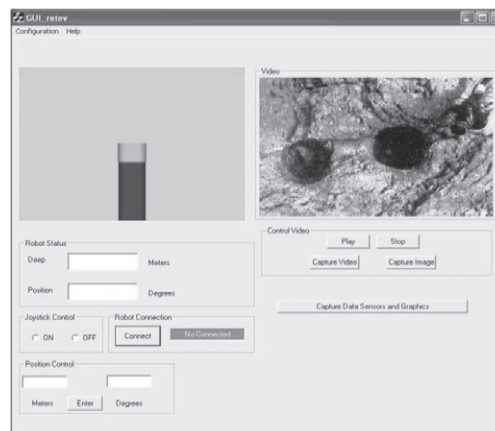 GUI_retov
Configuration Help
Video
Robot Status
Deep Meters
Position Degrees
Control Video
Play Stop
Capture Video Capture Image
Capture Data Sensors and Graphics
Joystick Control
ON OFF
Robot Connection
Connect No Connected
Position Control
Meters Enter Degrees